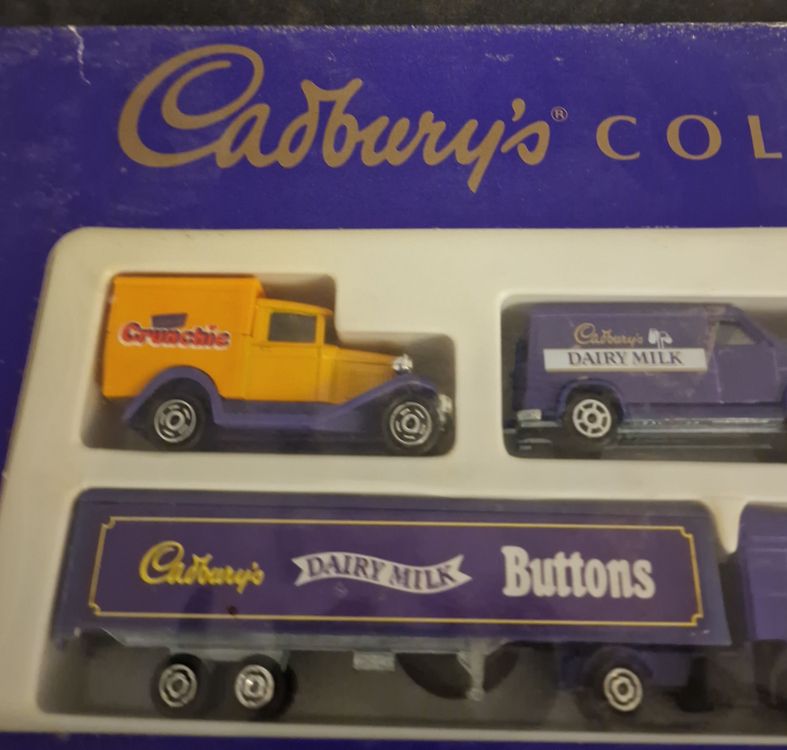 Cadbury's® COL
Crunchie
Cadbury's
DAIRY MILK
Cadbury's DAIRY MILK Buttons